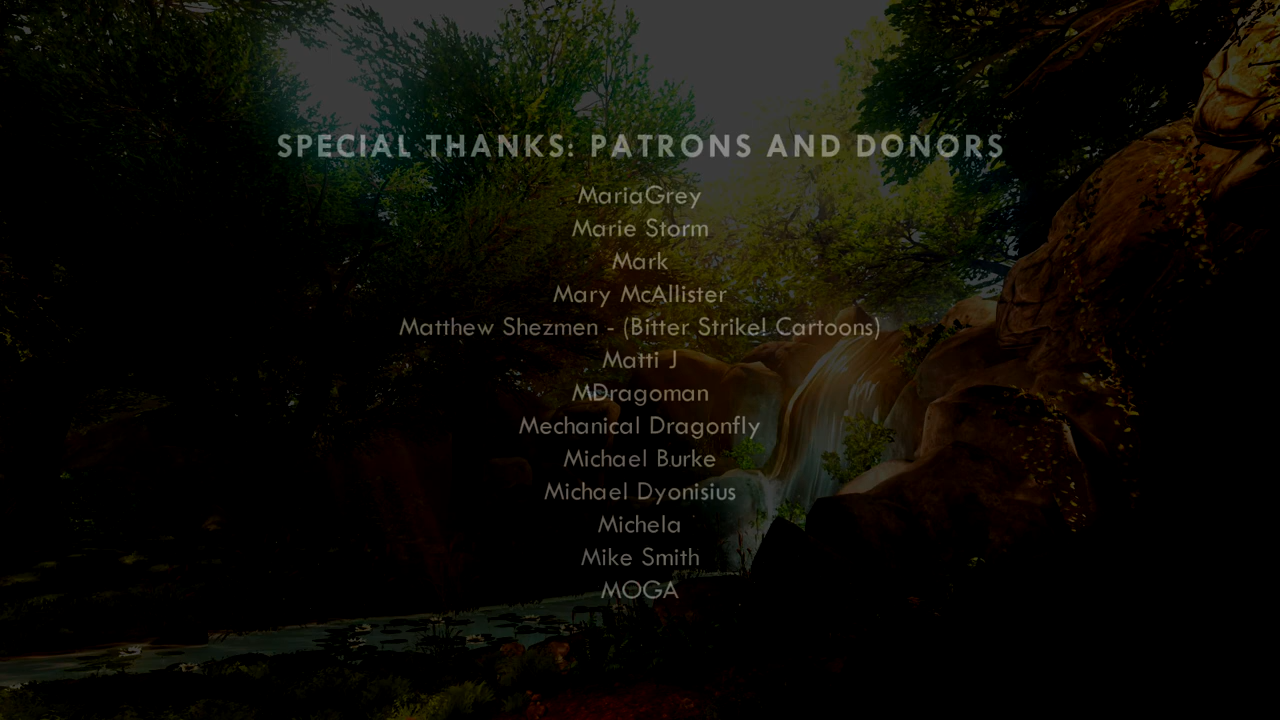 SPECIAL THANKS: PATRONS AND DONORS
MariaGrey
Marie Storm
Mark
Mary McAllister
Matthew Shezmen - (Bitter Strike! Cartoons)
Matti J
MDragoman
Mechanical Dragonfly
Michael Burke
Michael Dyonisius
Michela
Mike Smith
MOGA